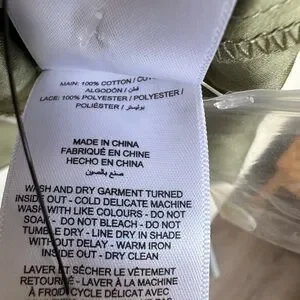 MAIN: 100% COTTON /
ALGODÓN / قطن
LACE: 100% POLYESTER / POLYESTER /
POLIÉSTER / بوليستر
MADE IN CHINA
FABRIQUÉ EN CHINE
HECHO EN CHINA
صنع بالصين
WASH AND DRY GARMENT TURNED
INSIDE OUT - COLD DELICATE MACHINE
WASH WITH LIKE COLOURS - DO NOT
SOAK - DO NOT BLEACH - DO NOT
TUMBLE DRY - LINE DRY IN SHADE
WITHOUT DELAY - WARM IRON
INSIDE OUT - DRY CLEAN
LAVER ET SÉCHER LE VÊTEMENT
RETOURNÉ - LAVAGE MACHINE
À FROID CYCLE DÉLICAT AVEC